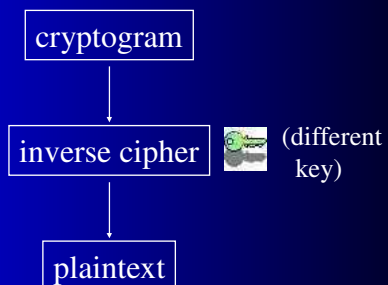 cryptogram
inverse cipher
(different
key)
plaintext